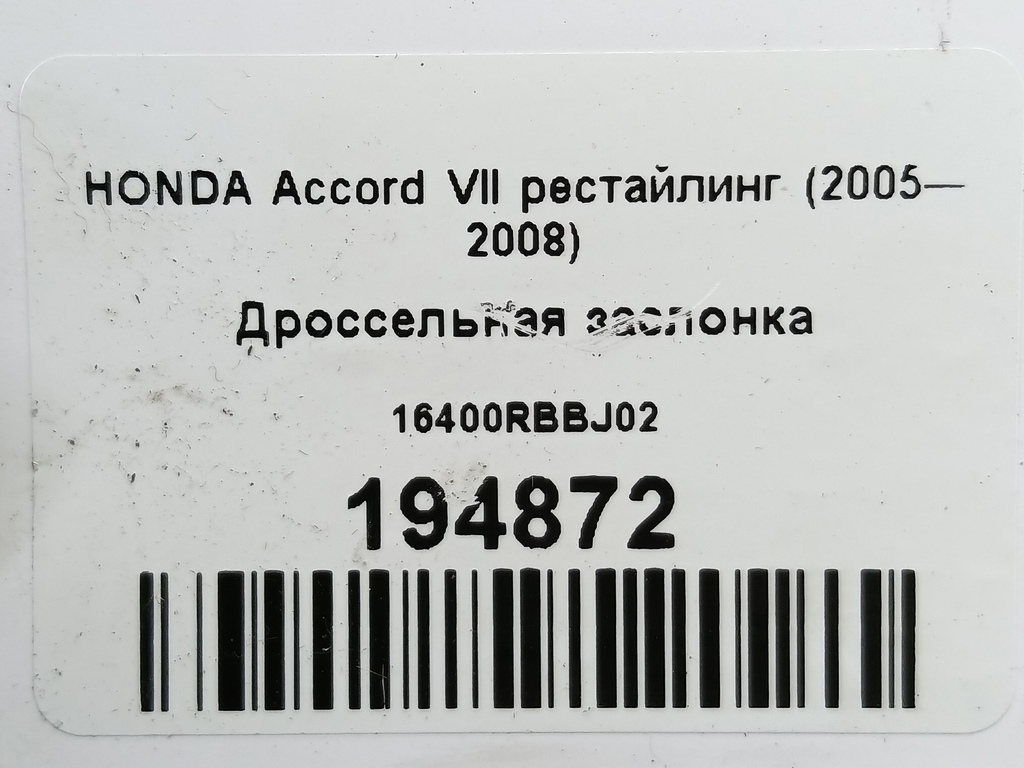 HONDA Accord VII рестайлинг (2005—
2008)
Дроссельная заслонка
16400RBBJ02
194872